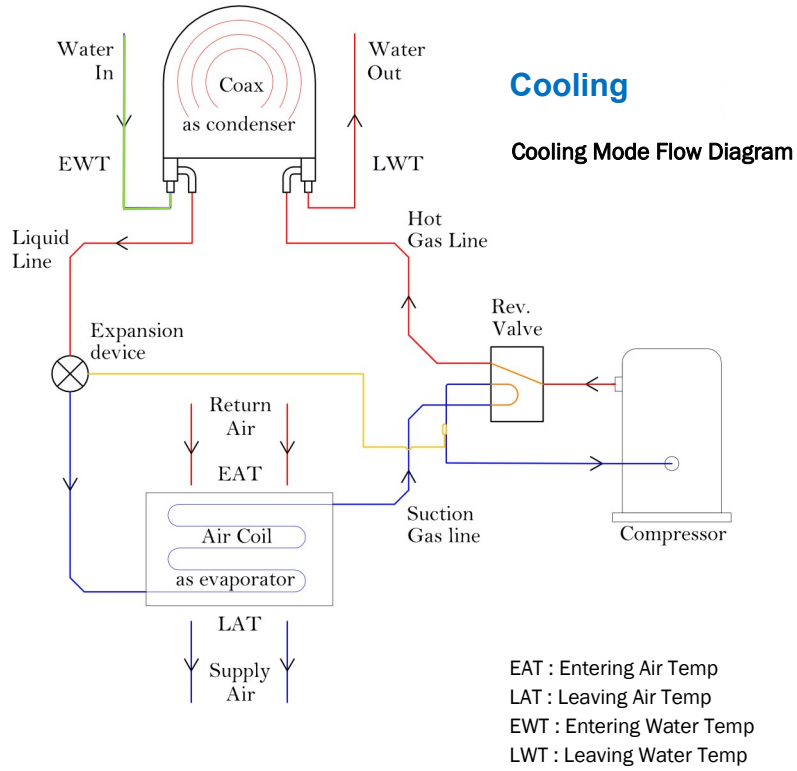 Water
In
Coax
as condenser
Water
Out
Cooling
Cooling Mode Flow Diagram
EWT
LWT
Liquid
Line
Hot
Gas Line
Rev.
Valve
Expansion
device
Return
Air
EAT
Suction
Gas line
Compressor
Air Coil
as evaporator
LAT
Supply
Air
EAT : Entering Air Temp
LAT : Leaving Air Temp
EWT : Entering Water Temp
LWT : Leaving Water Temp